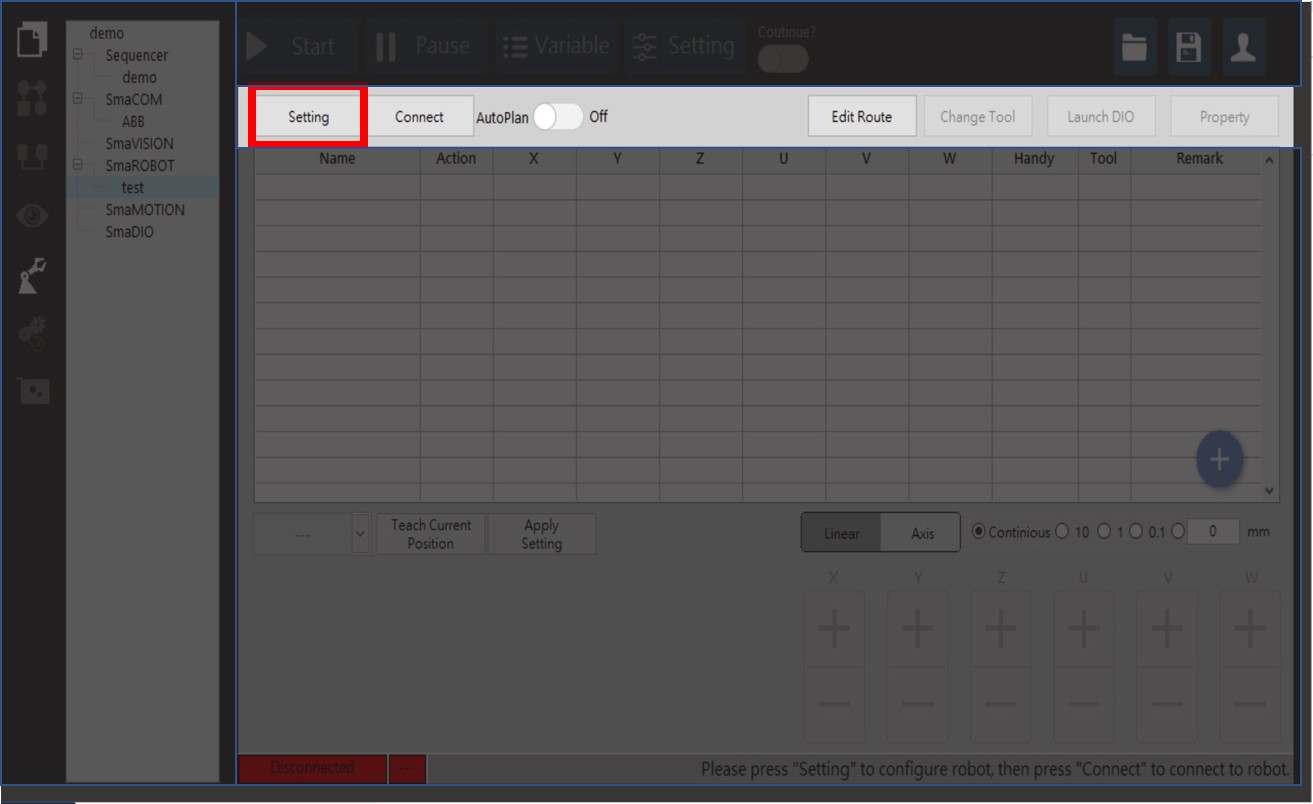 demo
Sequencer
demo
SmaCOM
ABB
SmaVISION
SmaROBOT
test
SmaMOTION
SmaDIO
Start Pause Variable Setting Coutinue?
Setting Connect AutoPlan Off Edit Route Change Tool Launch DIO Property
Name Action X Y Z U V W Handy Tool Remark
--- Teach Current Position Apply Setting Linear Axis Continious 10 1 0.1 0 mm
X Y Z U V W
Disconnected --- Please press "Setting" to configure robot, then press "Connect" to connect to robot.